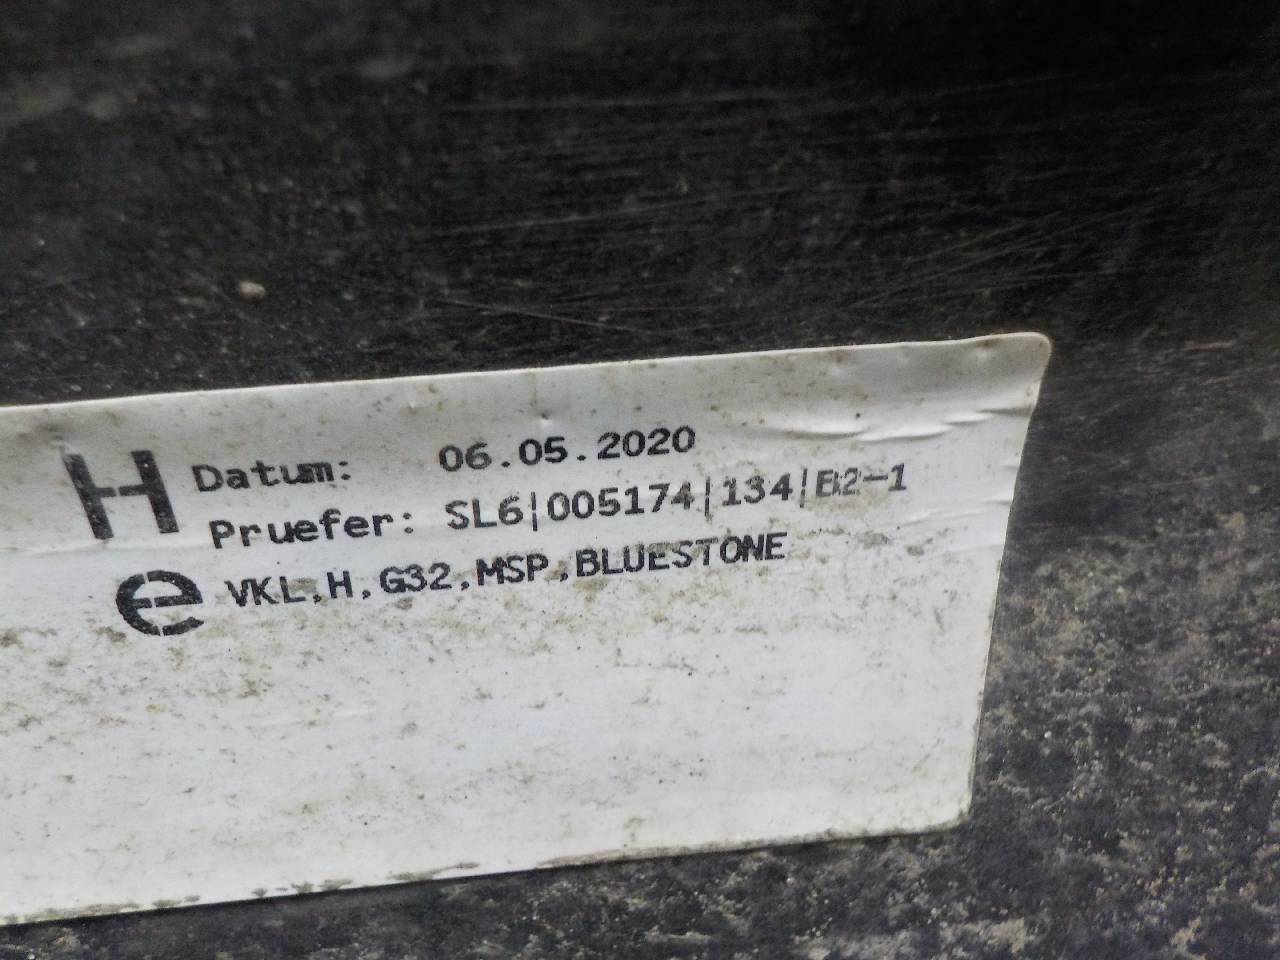 H Datum: 06.05.2020
Pruefer: SL6|005174|134|B2-1
e VKL,H,G32,MSP,BLUESTONE